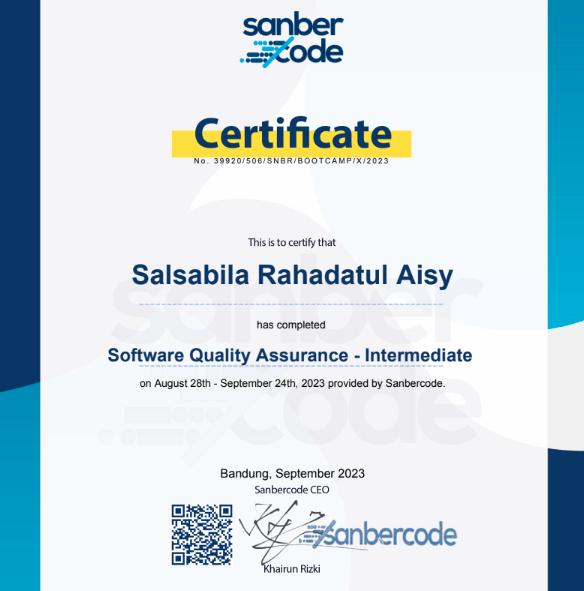 sanber
code
Certificate
No. 39920/506/SNBR/BOOTCAMP/X/2023
This is to certify that
Salsabila Rahadatul Aisy
has completed
Software Quality Assurance - Intermediate
on August 28th - September 24th, 2023 provided by Sanbercode.
sanber
code
Bandung, September 2023
Sanbercode CEO
sanbercode
Khairun Rizki